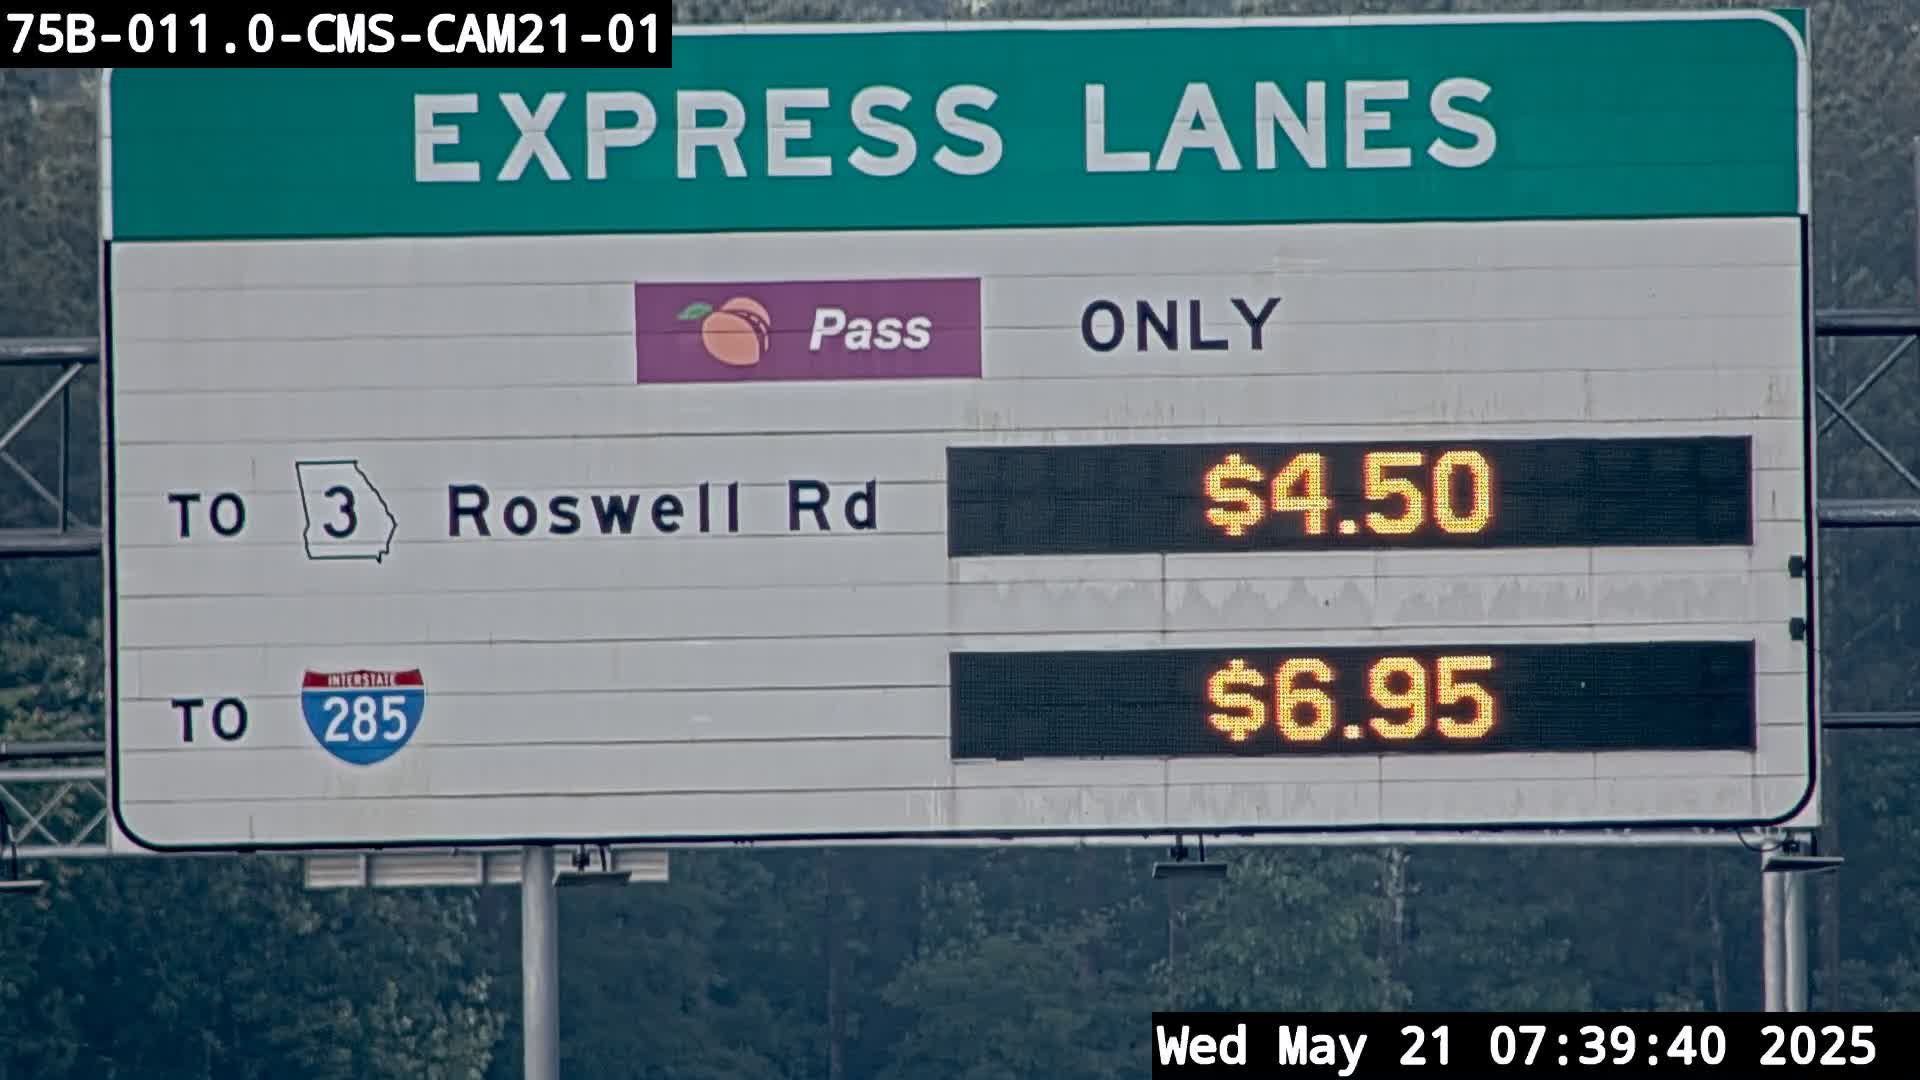 75B-011.0-CMS-CAM21-01
EXPRESS LANES
Pass ONLY
TO 3 Roswell Rd $4.50
TO INTERSTATE 285 $6.95
Wed May 21 07:39:40 2025